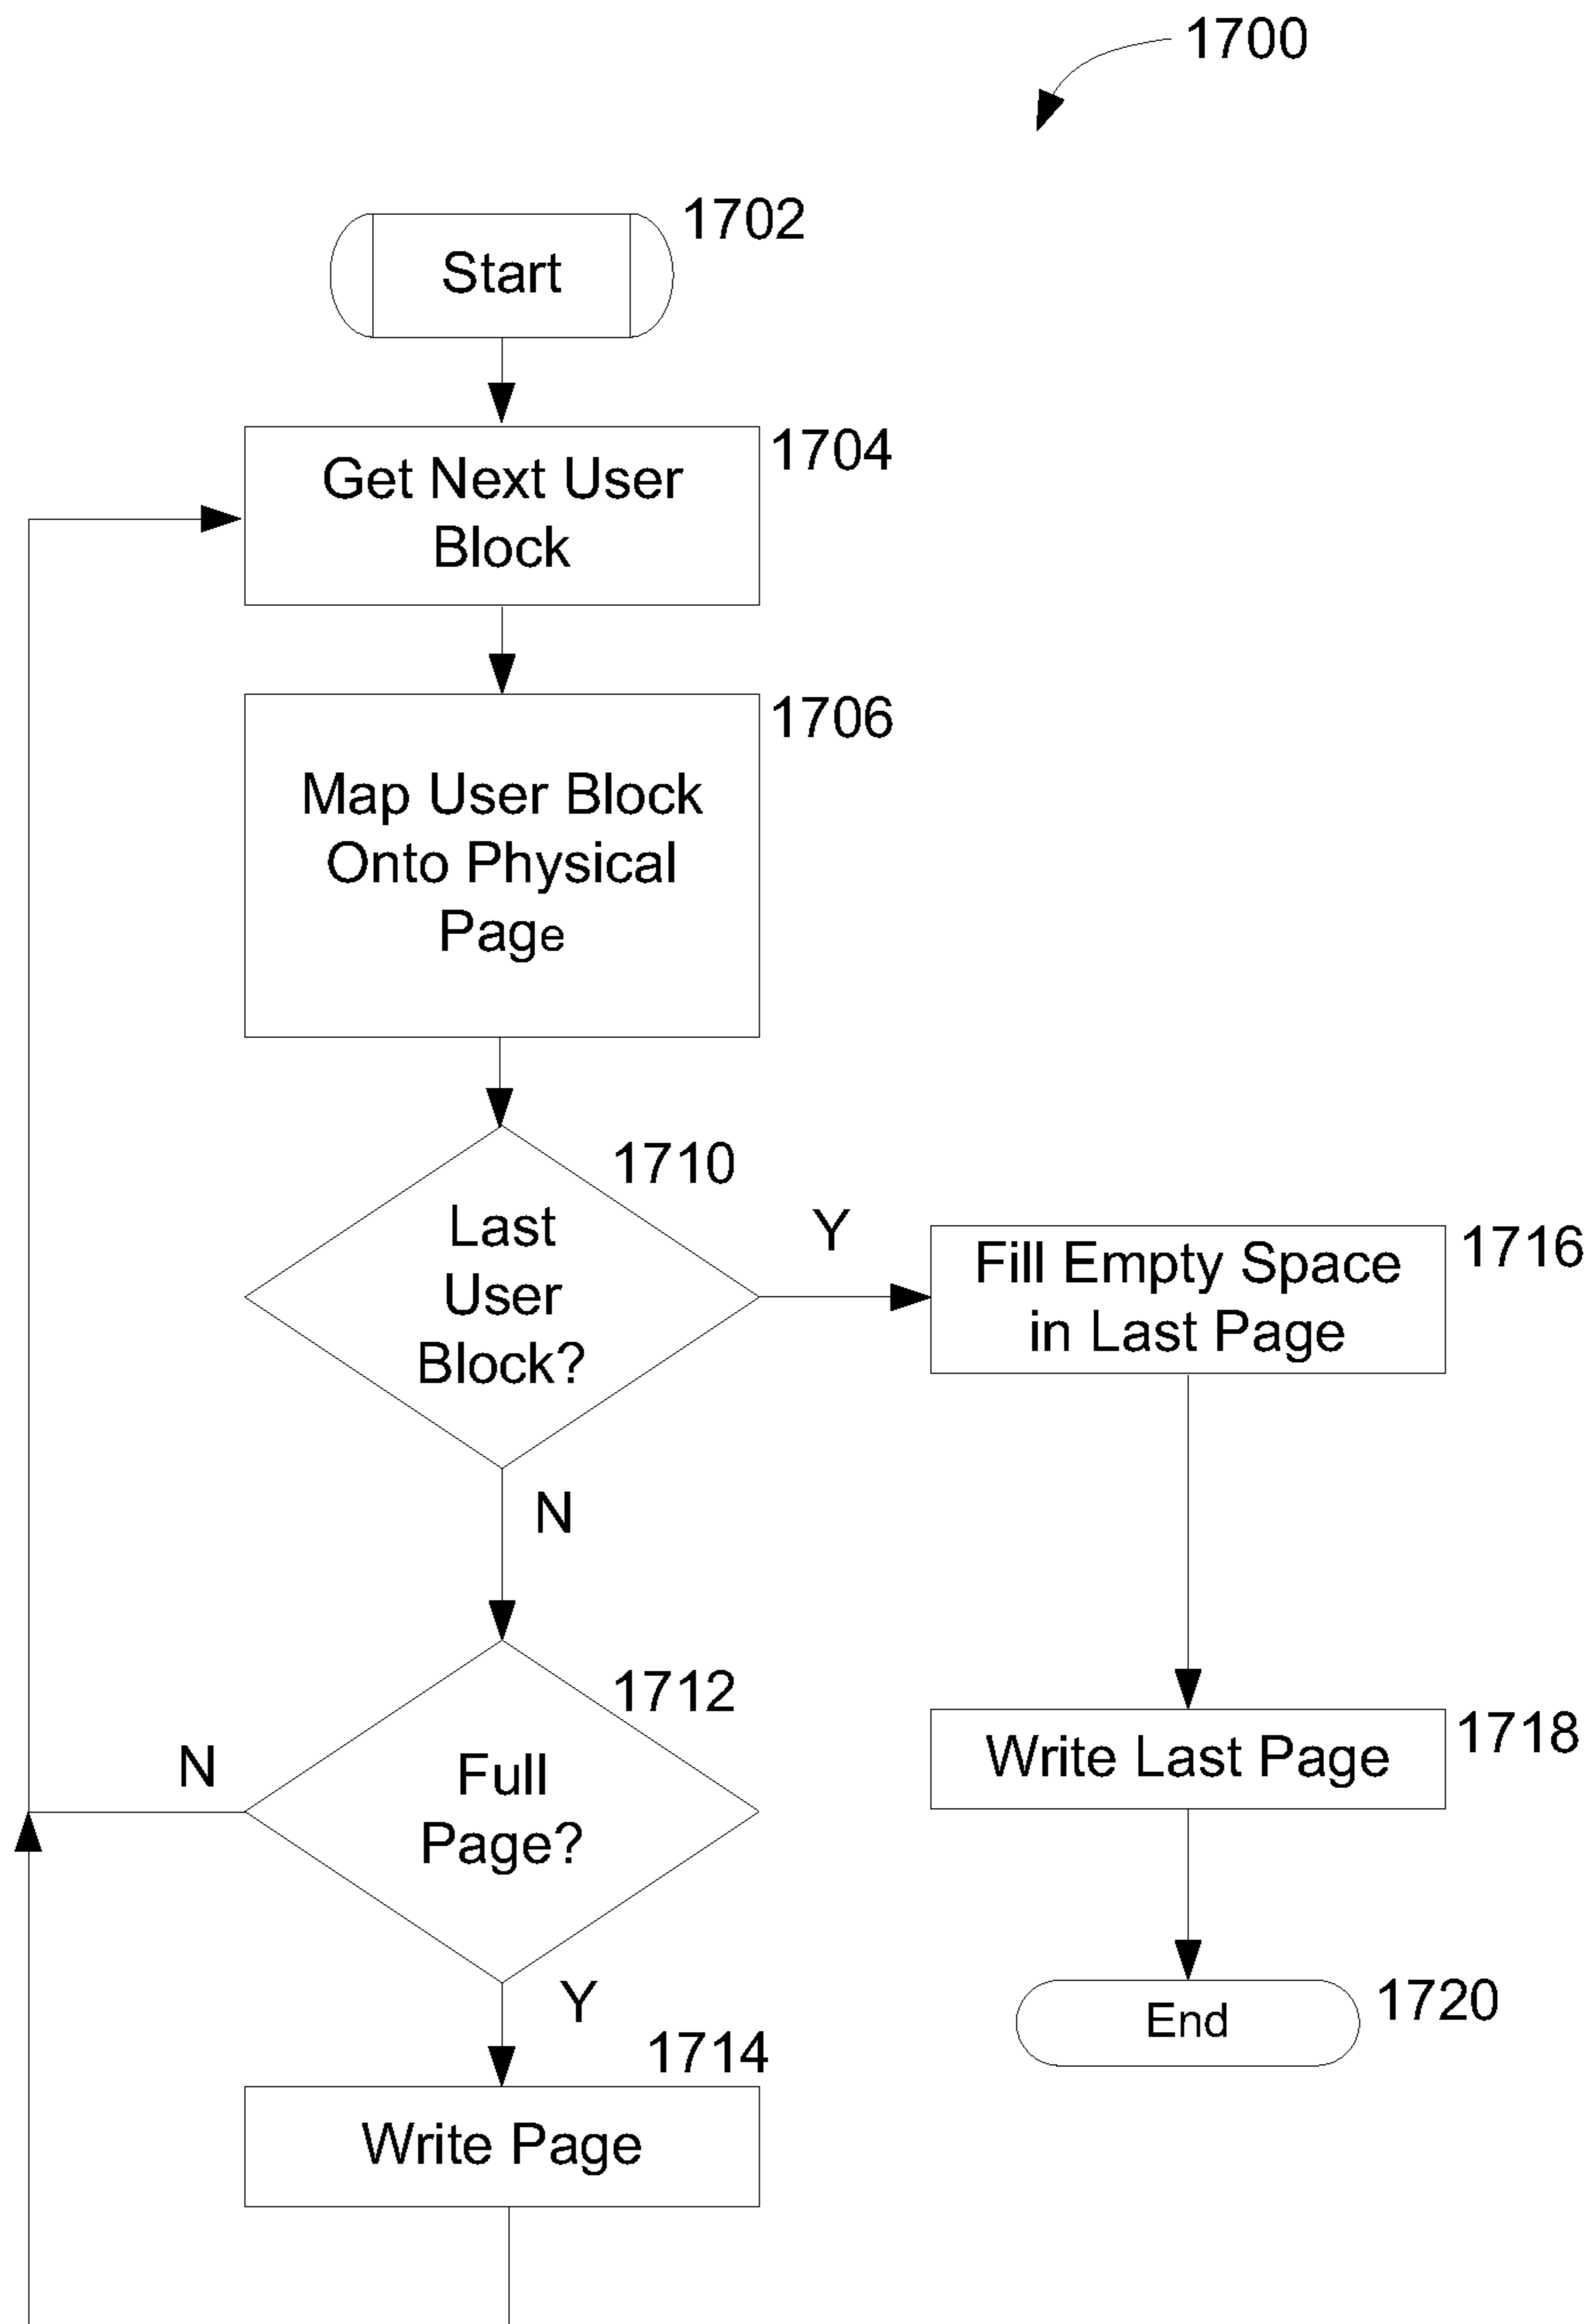 1700
1702
Start
1704
Get Next User
Block
1706
Map User Block
Onto Physical
Page
1710
Last
User
Block?
Y
1716
Fill Empty Space
in Last Page
N
1712
Full
Page?
N
1718
Write Last Page
Y
1720
End
1714
Write Page